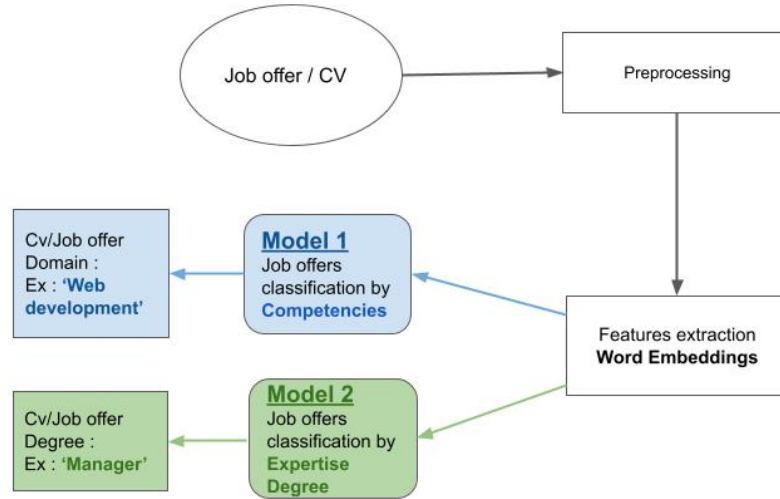 Job offer / CV
Preprocessing
Cv/Job offer
Domain :
Ex : ‘Web
development’
Model 1
Job offers
classification by
Competencies
Features extraction
Word Embeddings
Cv/Job offer
Degree :
Ex : ‘Manager’
Model 2
Job offers
classification by
Expertise
Degree